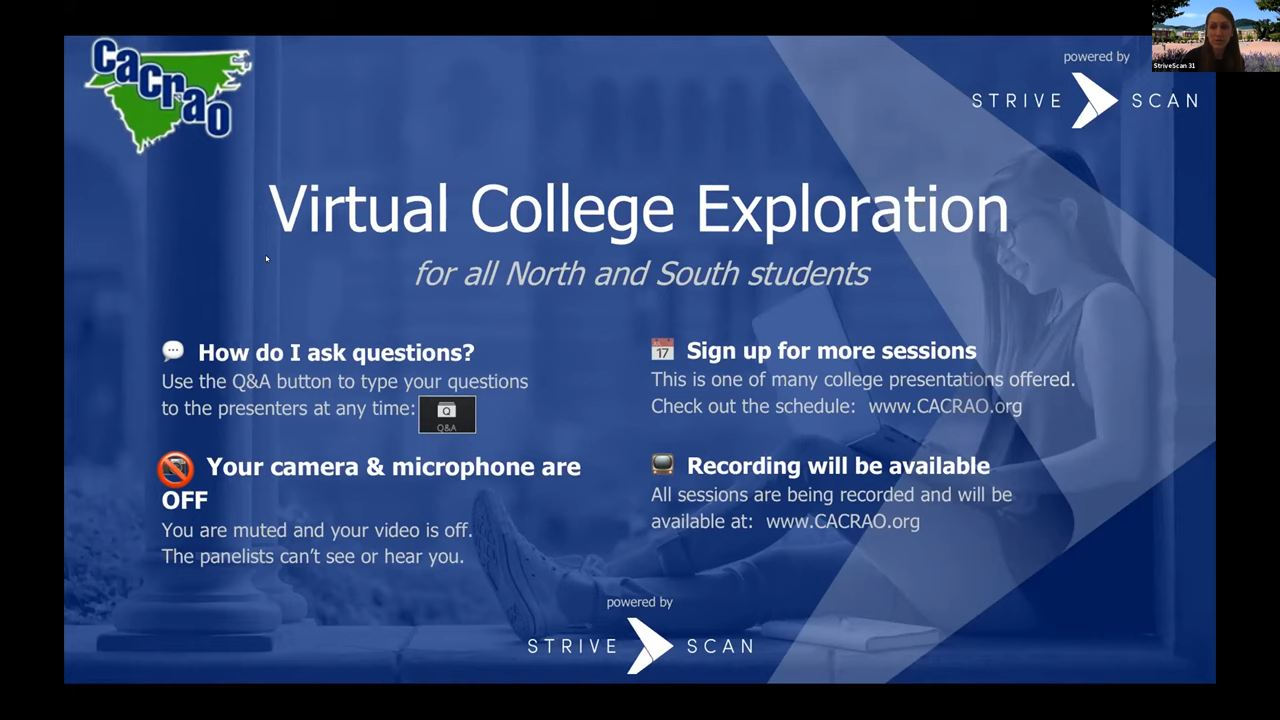 cacrao
powered by
STRIVE SCAN
StriveScan 31
Virtual College Exploration
for all North and South students
How do I ask questions?
Use the Q&A button to type your questions
to the presenters at any time:
Q
Q&A
Your camera & microphone are
OFF
You are muted and your video is off.
The panelists can't see or hear you.
17
Sign up for more sessions
This is one of many college presentations offered.
Check out the schedule: www.CACRAO.org
Recording will be available
All sessions are being recorded and will be
available at: www.CACRAO.org
powered by
STRIVE SCAN